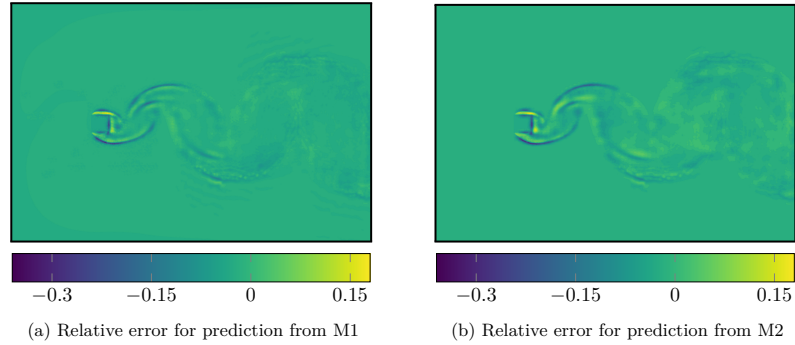 −0.3 −0.15 0 0.15
(a) Relative error for prediction from M1
−0.3 −0.15 0 0.15
(b) Relative error for prediction from M2